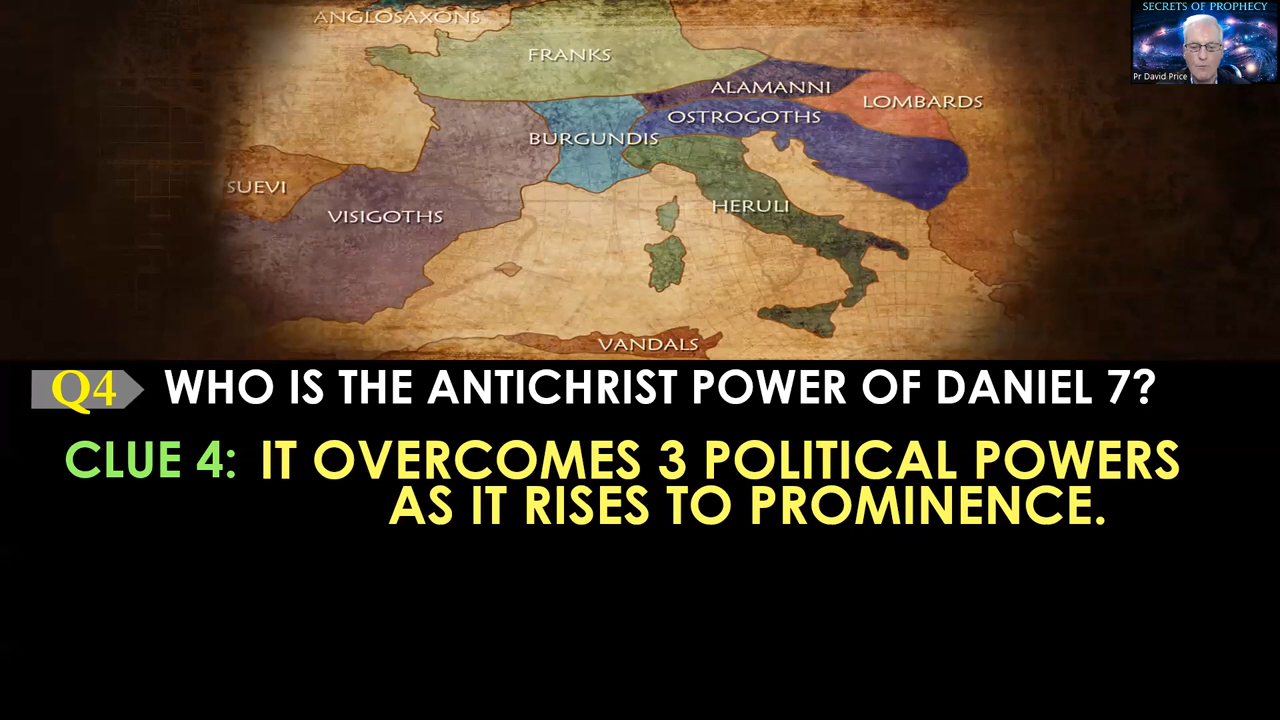 SECRETS OF PROPHECY
Pr David Price
ANGLOSAXONS
FRANKS
ALAMANNI
LOMBARDS
OSTROGOTHS
BURGUNDIS
SUEVI
VISIGOTHS
HERULI
VANDALS
Q4 WHO IS THE ANTICHRIST POWER OF DANIEL 7?
CLUE 4: IT OVERCOMES 3 POLITICAL POWERS
AS IT RISES TO PROMINENCE.